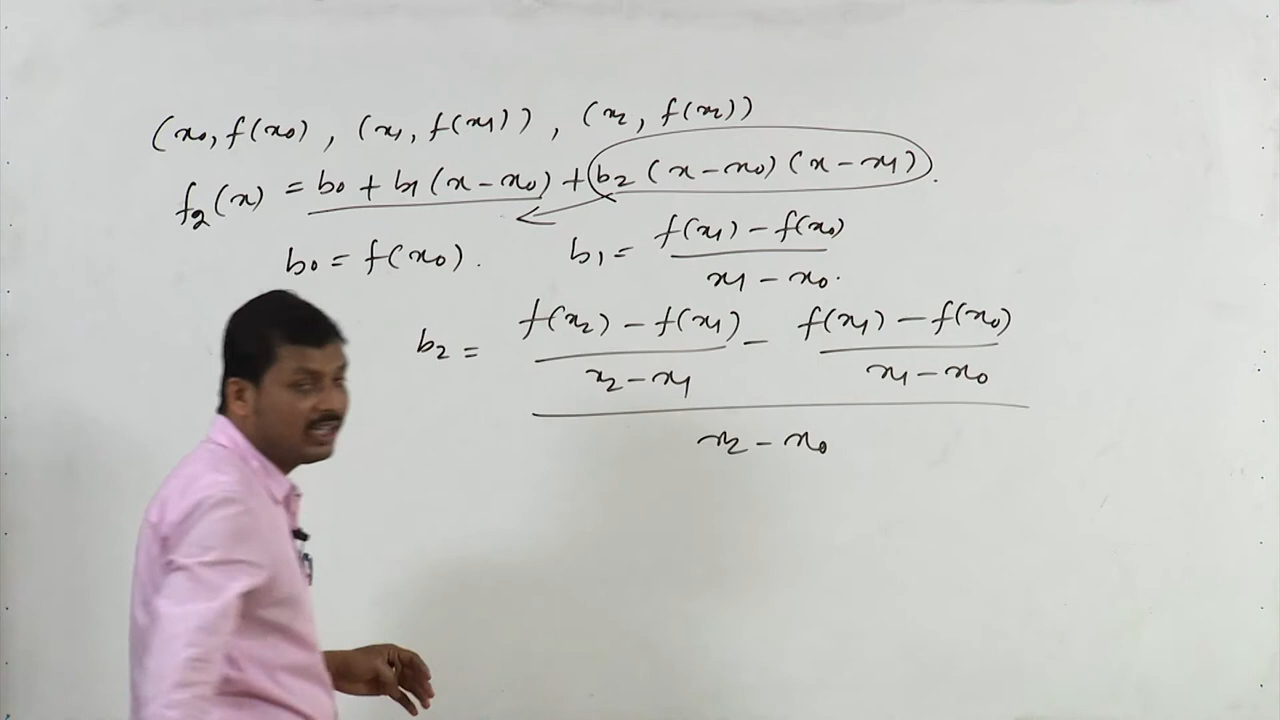 (x₀, f(x₀) , (x₁, f(x₁)) , (x₂, f(x₂))
f₂(x) = b₀ + b₁(x−x₀) + b₂(x−x₀)(x−x₁).
b₀ = f(x₀). b₁ = (f(x₁) − f(x₀)) / (x₁ − x₀).
b₂ = ((f(x₂) − f(x₁)) / (x₂ − x₁) − (f(x₁) − f(x₀)) / (x₁ − x₀)) / (x₂ − x₀)